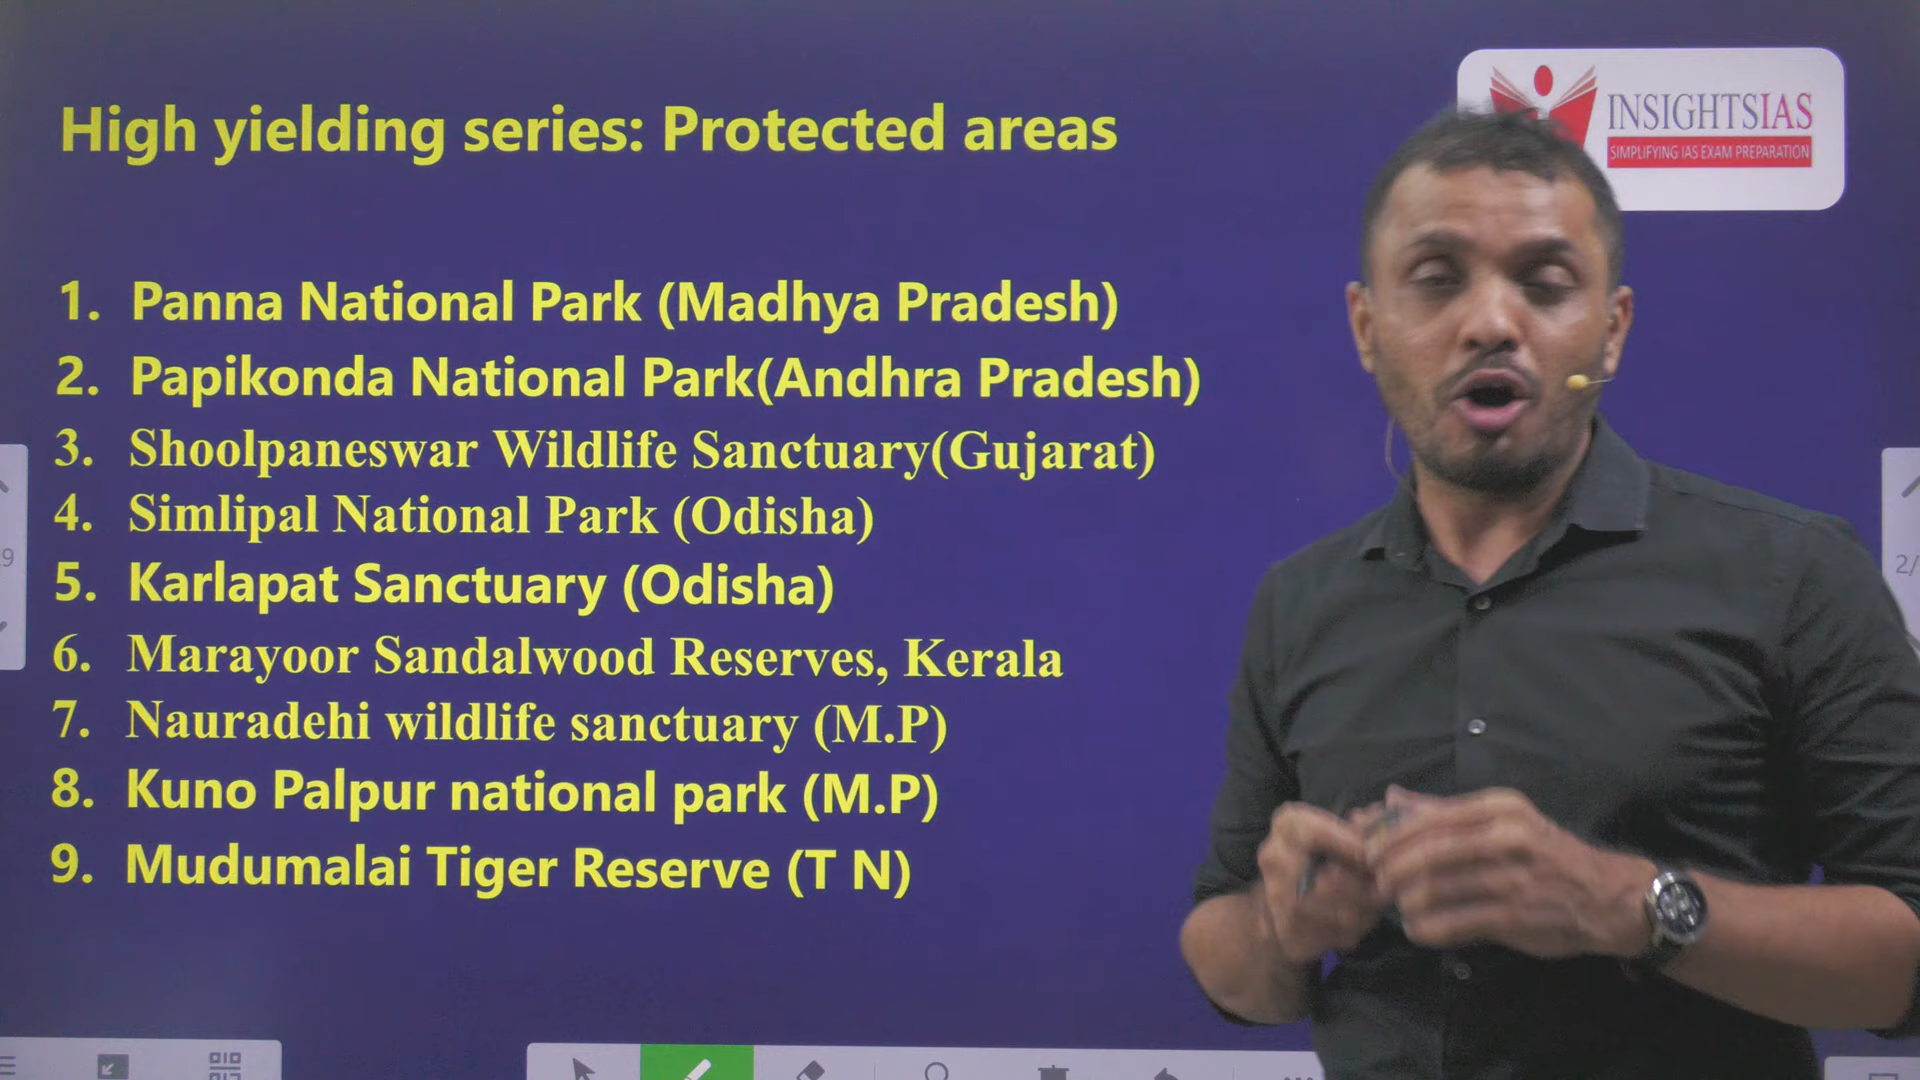 INSIGHTSIAS
SIMPLIFYING IAS EXAM PREPARATION
High yielding series: Protected areas
1. Panna National Park (Madhya Pradesh)
2. Papikonda National Park(Andhra Pradesh)
3. Shoolpaneswar Wildlife Sanctuary(Gujarat)
4. Simlipal National Park (Odisha)
5. Karlapat Sanctuary (Odisha)
6. Marayoor Sandalwood Reserves, Kerala
7. Nauradehi wildlife sanctuary (M.P)
8. Kuno Palpur national park (M.P)
9. Mudumalai Tiger Reserve (T N)
9
2/